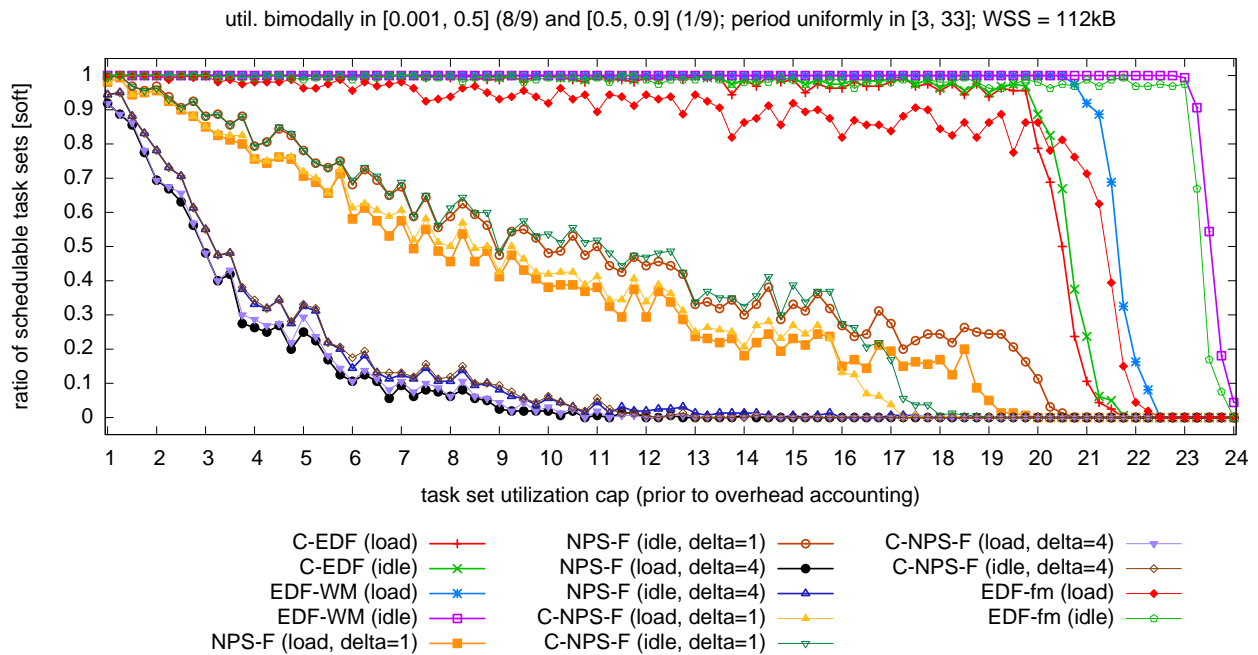 util. bimodally in [0.001, 0.5] (8/9) and [0.5, 0.9] (1/9); period uniformly in [3, 33]; WSS = 112kB
ratio of schedulable task sets [soft]
1
0.9
0.8
0.7
0.6
0.5
0.4
0.3
0.2
0.1
0
1 2 3 4 5 6 7 8 9 10 11 12 13 14 15 16 17 18 19 20 21 22 23 24
task set utilization cap (prior to overhead accounting)
C-EDF (load)
C-EDF (idle)
EDF-WM (load)
EDF-WM (idle)
NPS-F (load, delta=1)
NPS-F (idle, delta=1)
NPS-F (load, delta=4)
NPS-F (idle, delta=4)
C-NPS-F (load, delta=1)
C-NPS-F (idle, delta=1)
C-NPS-F (load, delta=4)
C-NPS-F (idle, delta=4)
EDF-fm (load)
EDF-fm (idle)